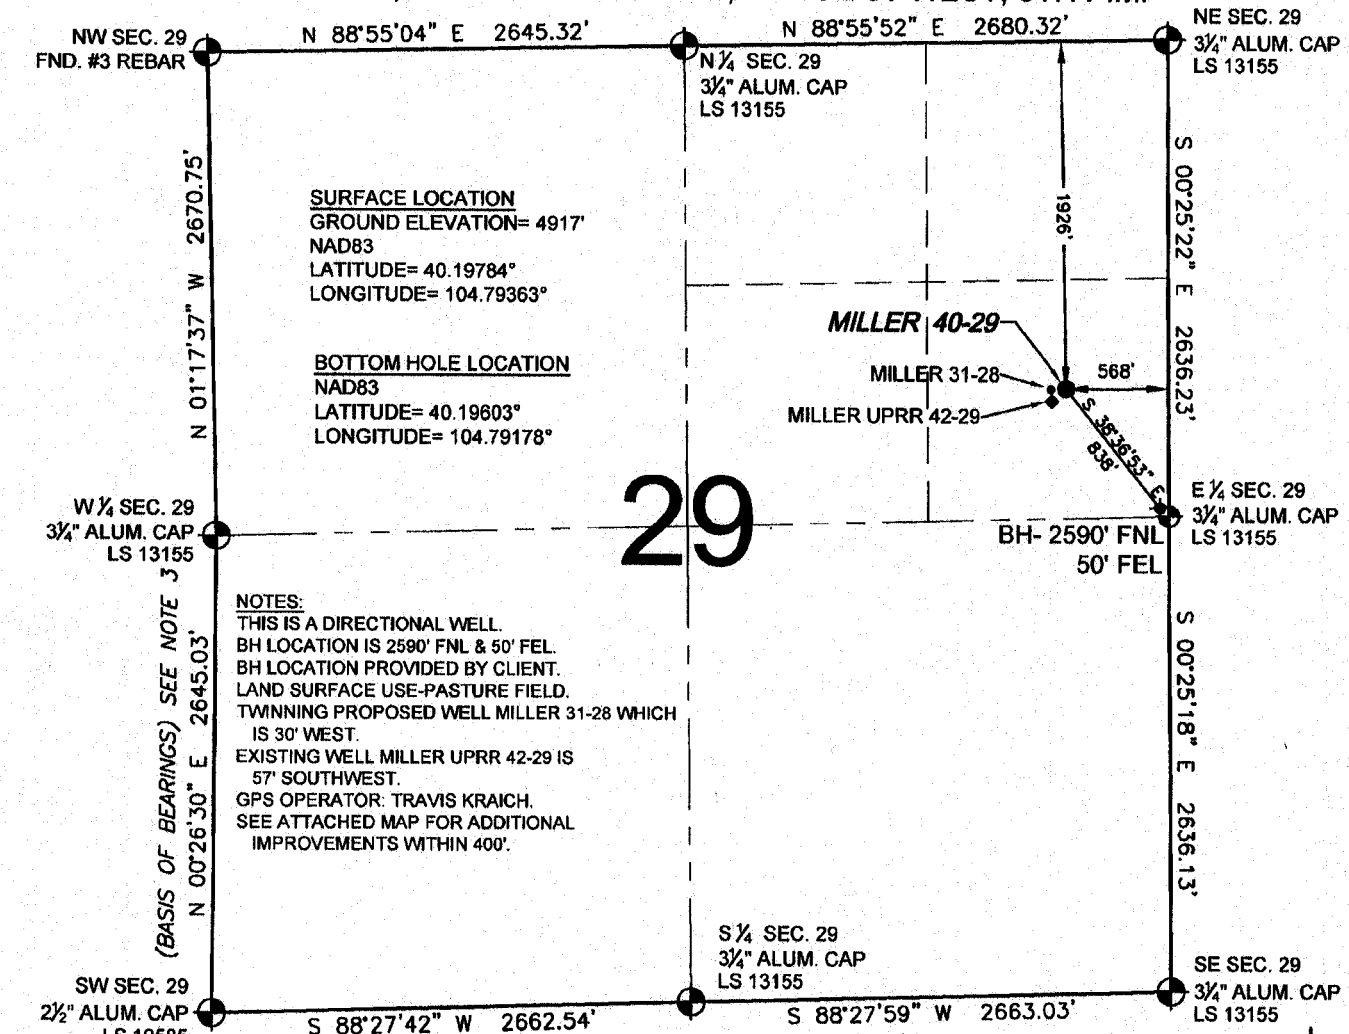 N 88°55'04" E 2645.32'
N 88°55'52" E 2680.32'
NW SEC. 29
FND. #3 REBAR
N ¼ SEC. 29
3¼" ALUM. CAP
LS 13155
NE SEC. 29
3¼" ALUM. CAP
LS 13155
N 01°17'37" W 2670.75'
S 00°25'22" E 2636.23'
1926'
SURFACE LOCATION
GROUND ELEVATION= 4917'
NAD83
LATITUDE= 40.19784°
LONGITUDE= 104.79363°
BOTTOM HOLE LOCATION
NAD83
LATITUDE= 40.19603°
LONGITUDE= 104.79178°
MILLER 40-29
MILLER 31-28
568'
MILLER UPRR 42-29
S 38°36'53" E
838'
29
W ¼ SEC. 29
3¼" ALUM. CAP
LS 13155
E ¼ SEC. 29
3¼" ALUM. CAP
LS 13155
BH- 2590' FNL
50' FEL
(BASIS OF BEARINGS) SEE NOTE 3
N 00°26'30" E 2645.03'
S 00°25'18" E 2636.13'
NOTES:
THIS IS A DIRECTIONAL WELL.
BH LOCATION IS 2590' FNL & 50' FEL.
BH LOCATION PROVIDED BY CLIENT.
LAND SURFACE USE-PASTURE FIELD.
TWINNING PROPOSED WELL MILLER 31-28 WHICH
IS 30' WEST.
EXISTING WELL MILLER UPRR 42-29 IS
57' SOUTHWEST.
GPS OPERATOR: TRAVIS KRAICH.
SEE ATTACHED MAP FOR ADDITIONAL
IMPROVEMENTS WITHIN 400'.
SW SEC. 29
2½" ALUM. CAP
S ¼ SEC. 29
3¼" ALUM. CAP
LS 13155
SE SEC. 29
3¼" ALUM. CAP
LS 13155
S 88°27'42" W 2662.54'
S 88°27'59" W 2663.03'